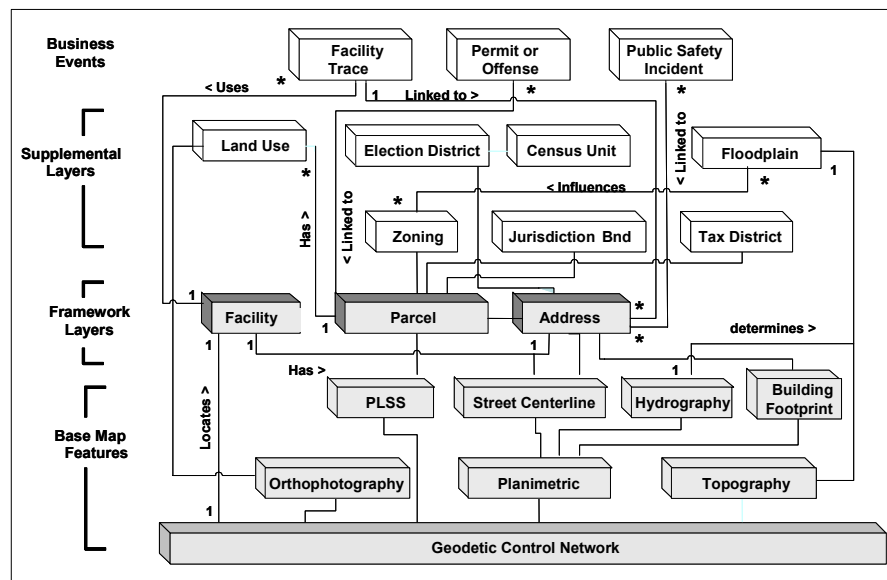 Business
Events
Facility
Trace
Permit or
Offense
Public Safety
Incident
< Uses
*
1
Linked to >
*
*
Supplemental
Layers
Land Use
*
Election District
Census Unit
Floodplain
*
1
< Linked to
< Influences
*
Has >
< Linked to
Zoning
Jurisdiction Bnd
Tax District
Framework
Layers
1
Facility
1
Parcel
Address
*
*
1
1
1
determines >
Has >
1
PLSS
Street Centerline
Hydrography
Building
Footprint
Locates >
Base Map
Features
Orthophotography
Planimetric
Topography
1
Geodetic Control Network